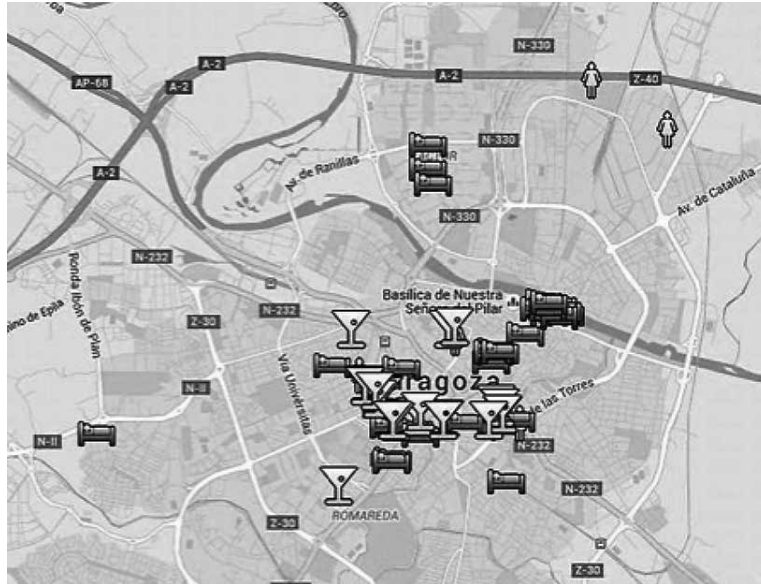 N-330
A-2
A-2
Z-40
AP-68
A-2
N-330
Av. de Ranillas
A-2
Av. de Cataluña
N-330
N-232
Basílica de Nuestra
Señora del Pilar
Ronda Ibón de Plan
N-232
Z-30
Vía Universitas
N-II
de las Torres
N-II
N-232
N-232
ROMAREDA
Z-30
Z-30